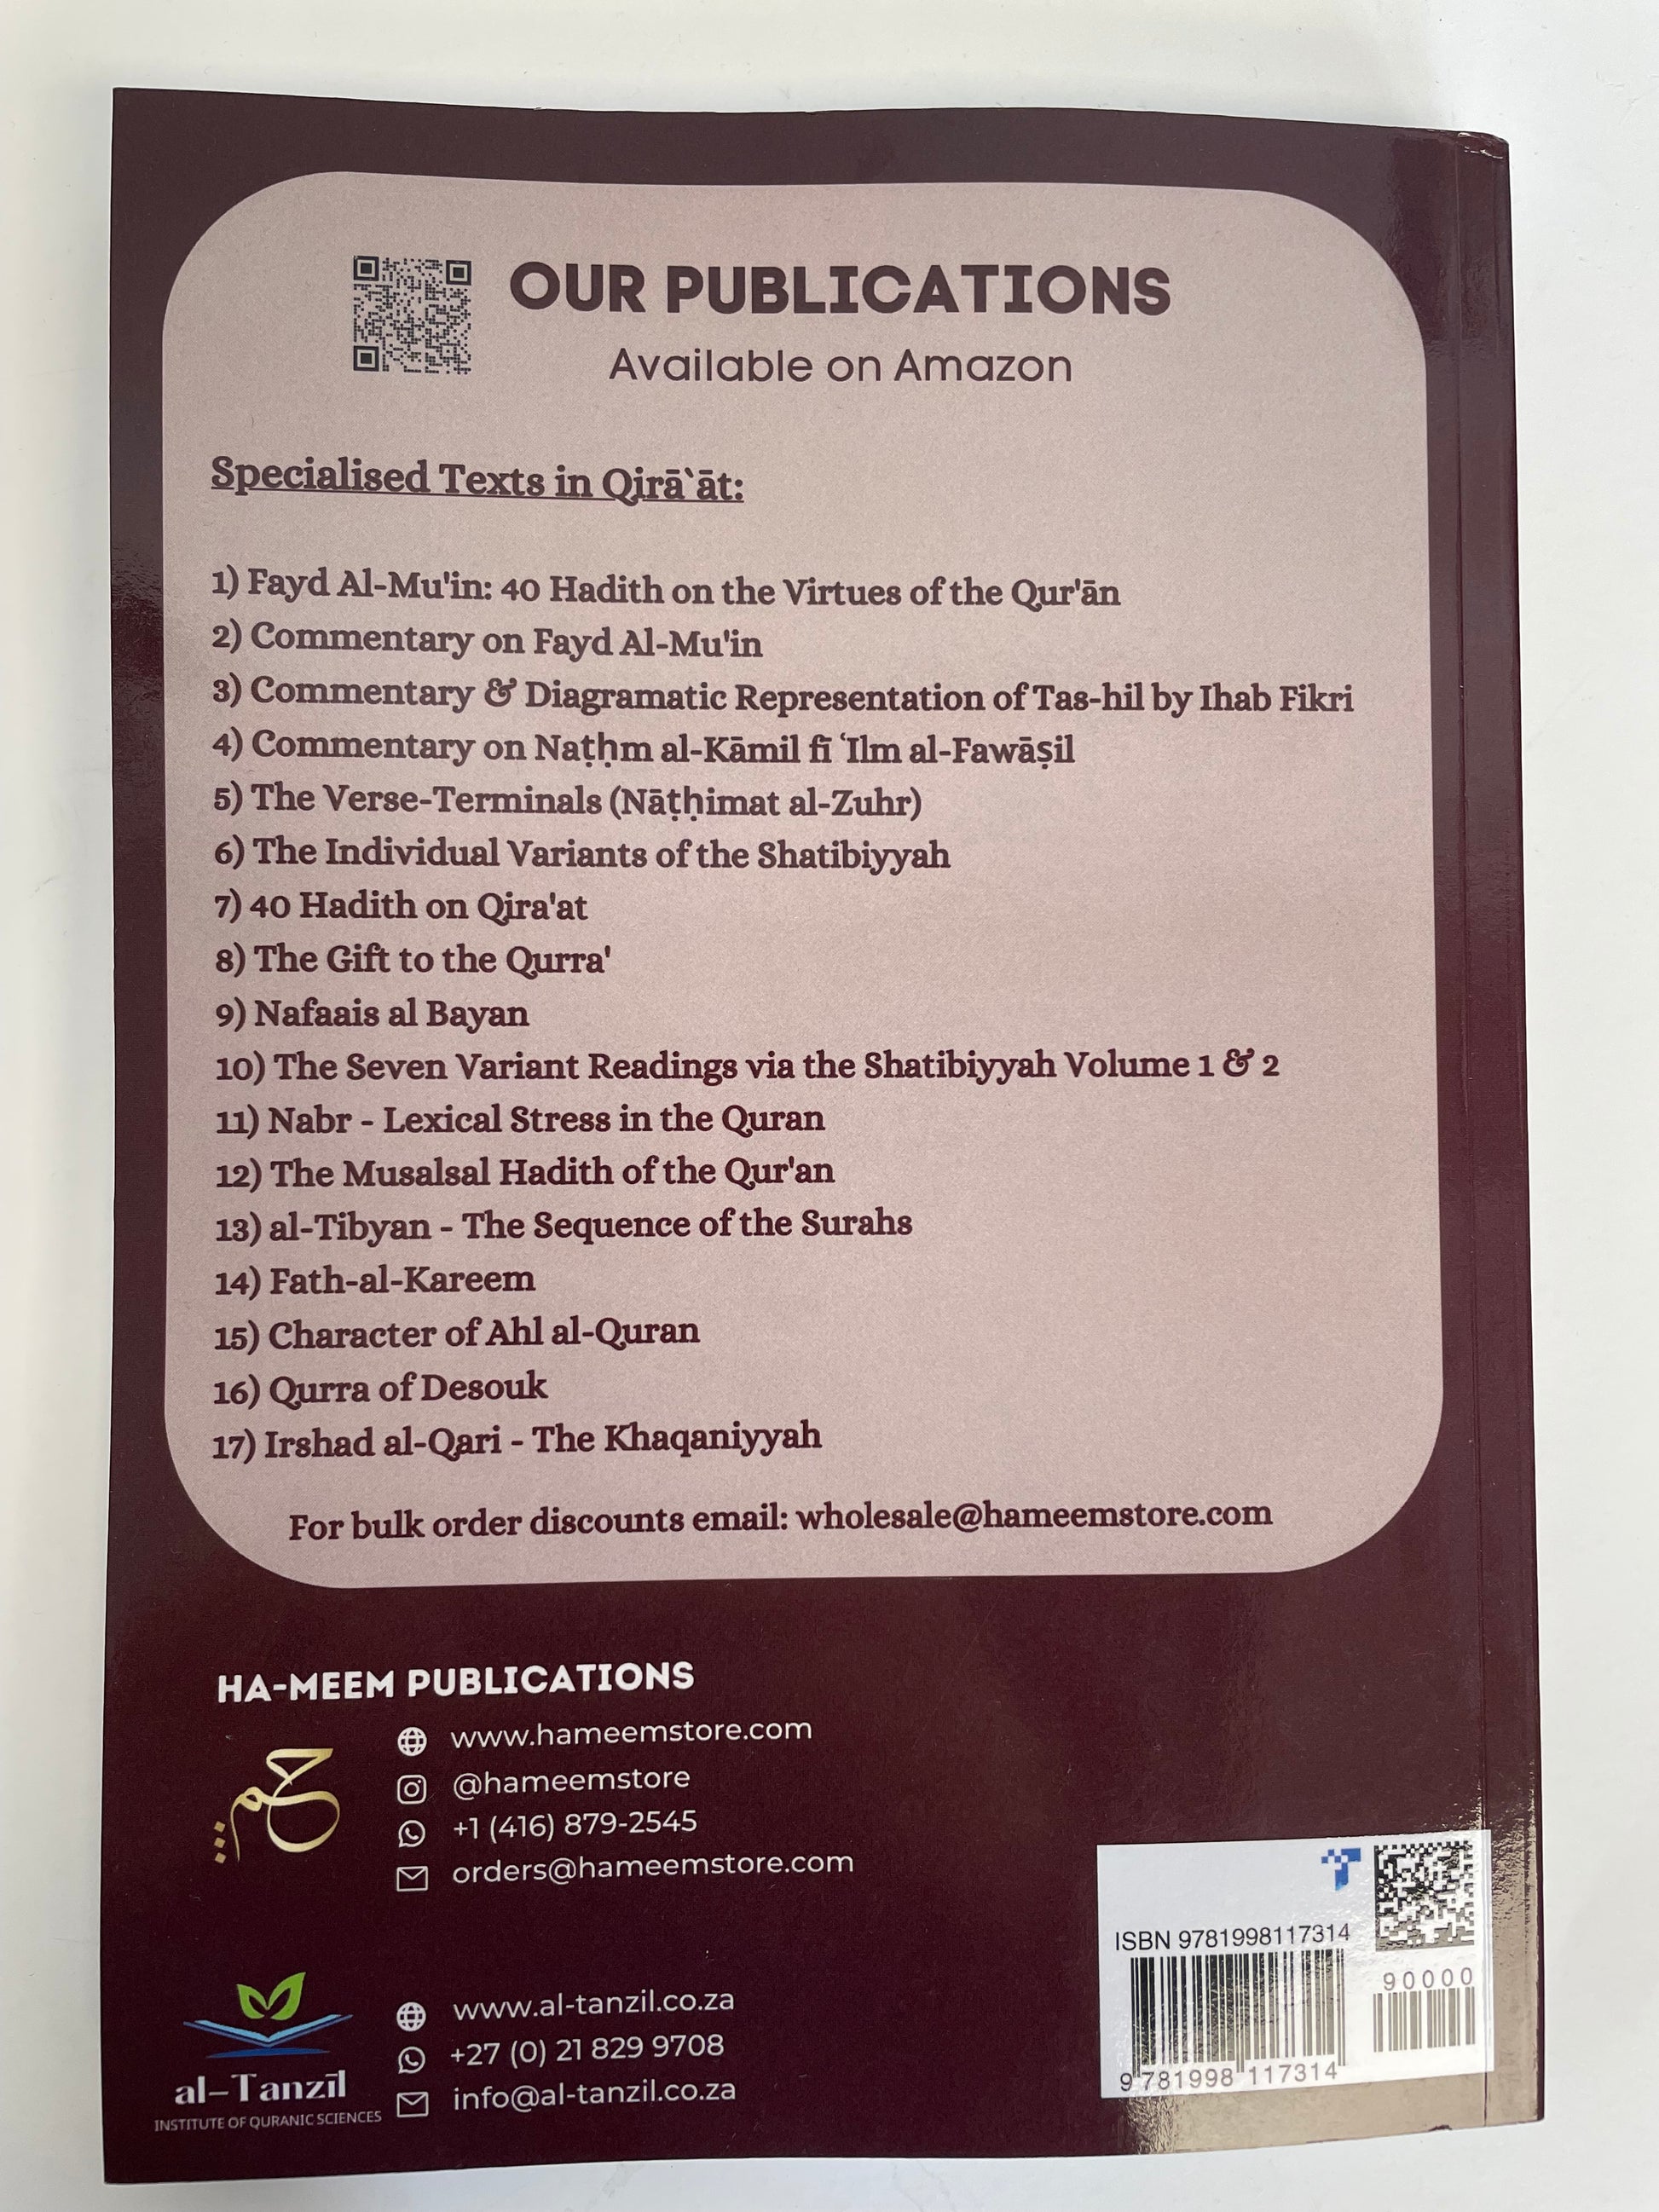 OUR PUBLICATIONS
Available on Amazon
Specialised Texts in Qirā`āt:
1) Fayd Al-Mu'in: 40 Hadith on the Virtues of the Qur'ān
2) Commentary on Fayd Al-Mu'in
3) Commentary & Diagramatic Representation of Tas-hil by Ihab Fikri
4) Commentary on Naṭḥm al-Kāmil fī ʿIlm al-Fawāṣil
5) The Verse-Terminals (Nāṭḥimat al-Zuhr)
6) The Individual Variants of the Shatibiyyah
7) 40 Hadith on Qira'at
8) The Gift to the Qurra'
9) Nafaais al Bayan
10) The Seven Variant Readings via the Shatibiyyah Volume 1 & 2
11) Nabr - Lexical Stress in the Quran
12) The Musalsal Hadith of the Qur'an
13) al-Tibyan - The Sequence of the Surahs
14) Fath-al-Kareem
15) Character of Ahl al-Quran
16) Qurra of Desouk
17) Irshad al-Qari - The Khaqaniyyah
For bulk order discounts email: wholesale@hameemstore.com
HA-MEEM PUBLICATIONS
حم
www.hameemstore.com
@hameemstore
+1 (416) 879-2545
orders@hameemstore.com
al-Tanzīl
INSTITUTE OF QURANIC SCIENCES
www.al-tanzil.co.za
+27 (0) 21 829 9708
info@al-tanzil.co.za
ISBN 9781998117314
90000
9 781998 117314